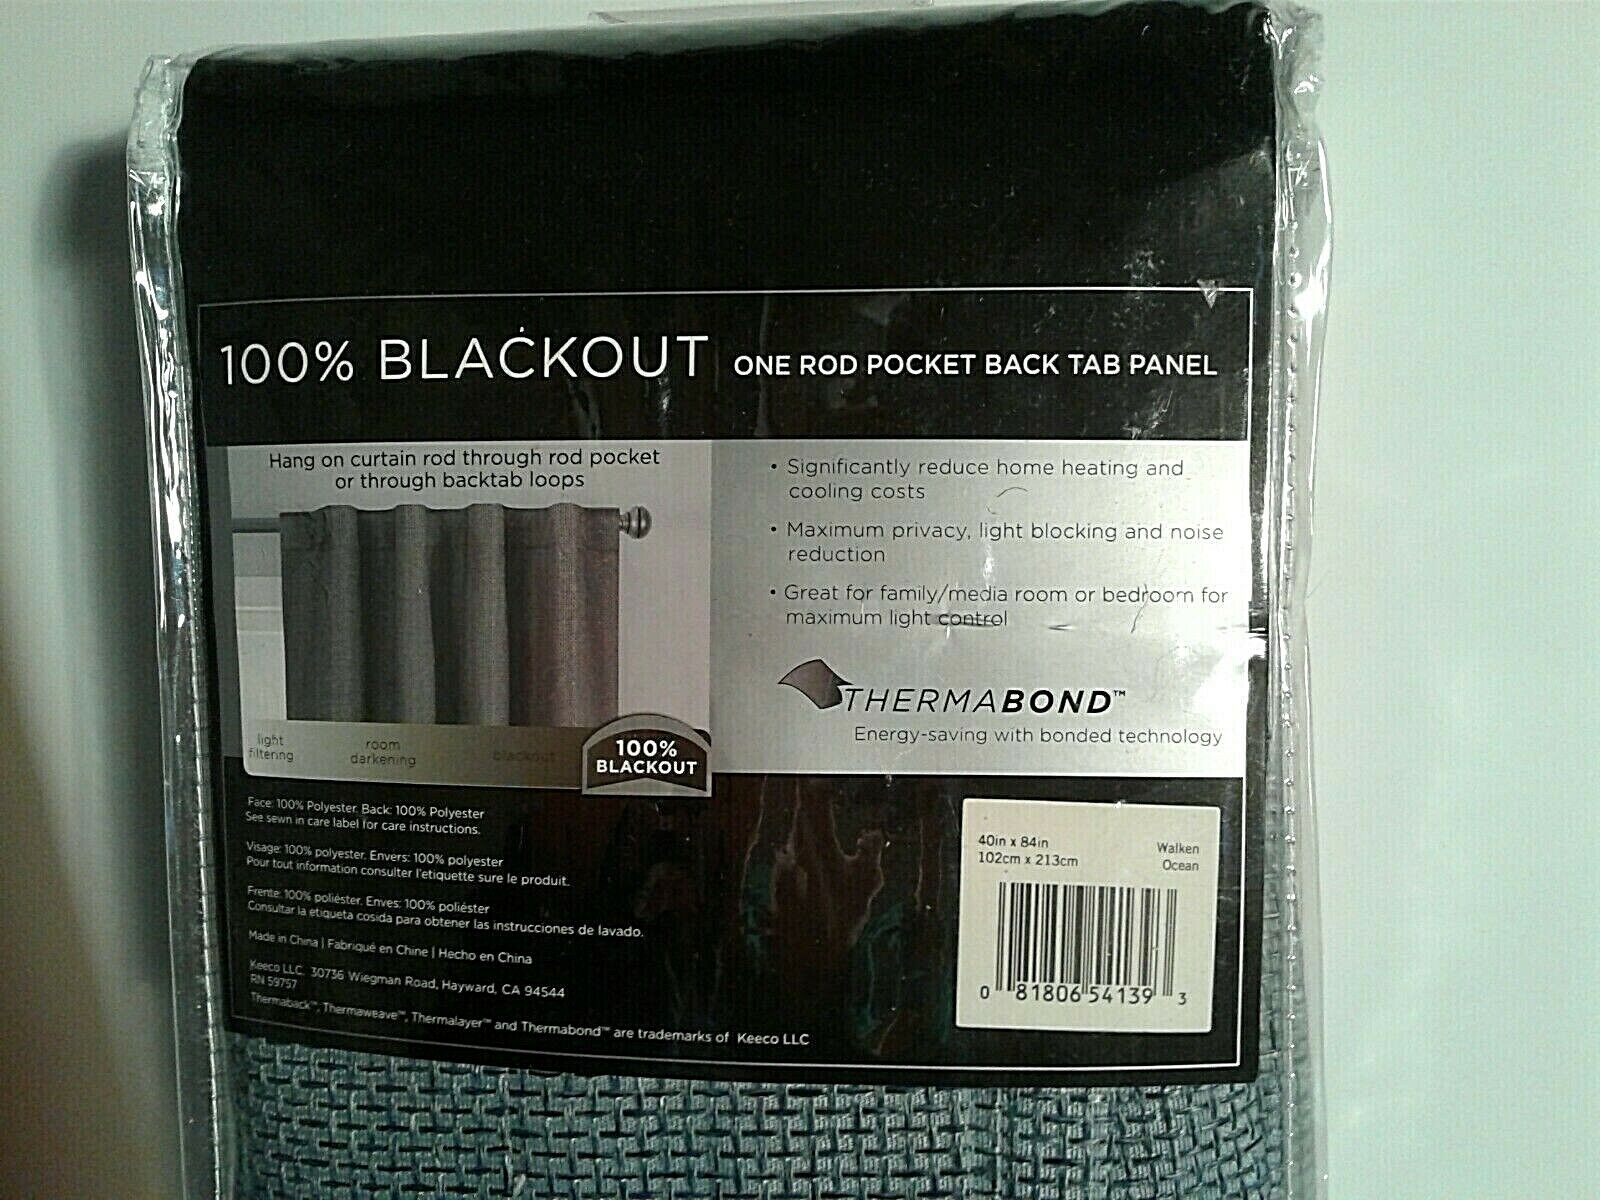 100% BLACKOUT ONE ROD POCKET BACK TAB PANEL
Hang on curtain rod through rod pocket
or through backtab loops
light
filtering
room
darkening
blackout
100%
BLACKOUT
• Significantly reduce home heating and
cooling costs
• Maximum privacy, light blocking and noise
reduction
• Great for family/media room or bedroom for
maximum light control
THERMABOND™
Energy-saving with bonded technology
Face: 100% Polyester. Back: 100% Polyester
See sewn in care label for care instructions.
Visage: 100% polyester. Envers: 100% polyester
Pour tout information consulter l'etiquette sure le produit.
Frente: 100% poliéster. Enves: 100% poliéster
Consultar la etiqueta cosida para obtener las instrucciones de lavado.
Made in China | Fabriqué en Chine | Hecho en China
Keeco LLC. 30736 Wiegman Road, Hayward, CA 94544
RN 59757
Thermaback™, Thermaweave™, Thermalayer™ and Thermabond™ are trademarks of Keeco LLC
40in x 84in
102cm x 213cm
Walken
Ocean
0 81806 54139 3